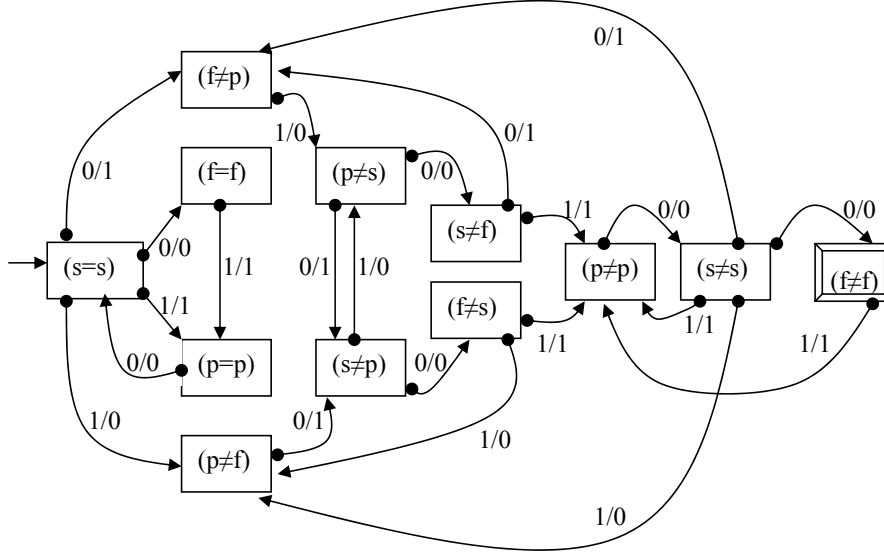 0/1
(f≠p)
1/0
0/1
0/1
(f=f)
(p≠s)
0/0
0/0
(s≠f)
1/1
0/0
0/0
(s=s)
1/1
0/1
1/0
(p≠p)
(s≠s)
(f≠f)
1/1
(f≠s)
1/1
0/0
(p=p)
(s≠p)
0/0
1/1
1/1
1/0
0/1
1/0
(p≠f)
1/0